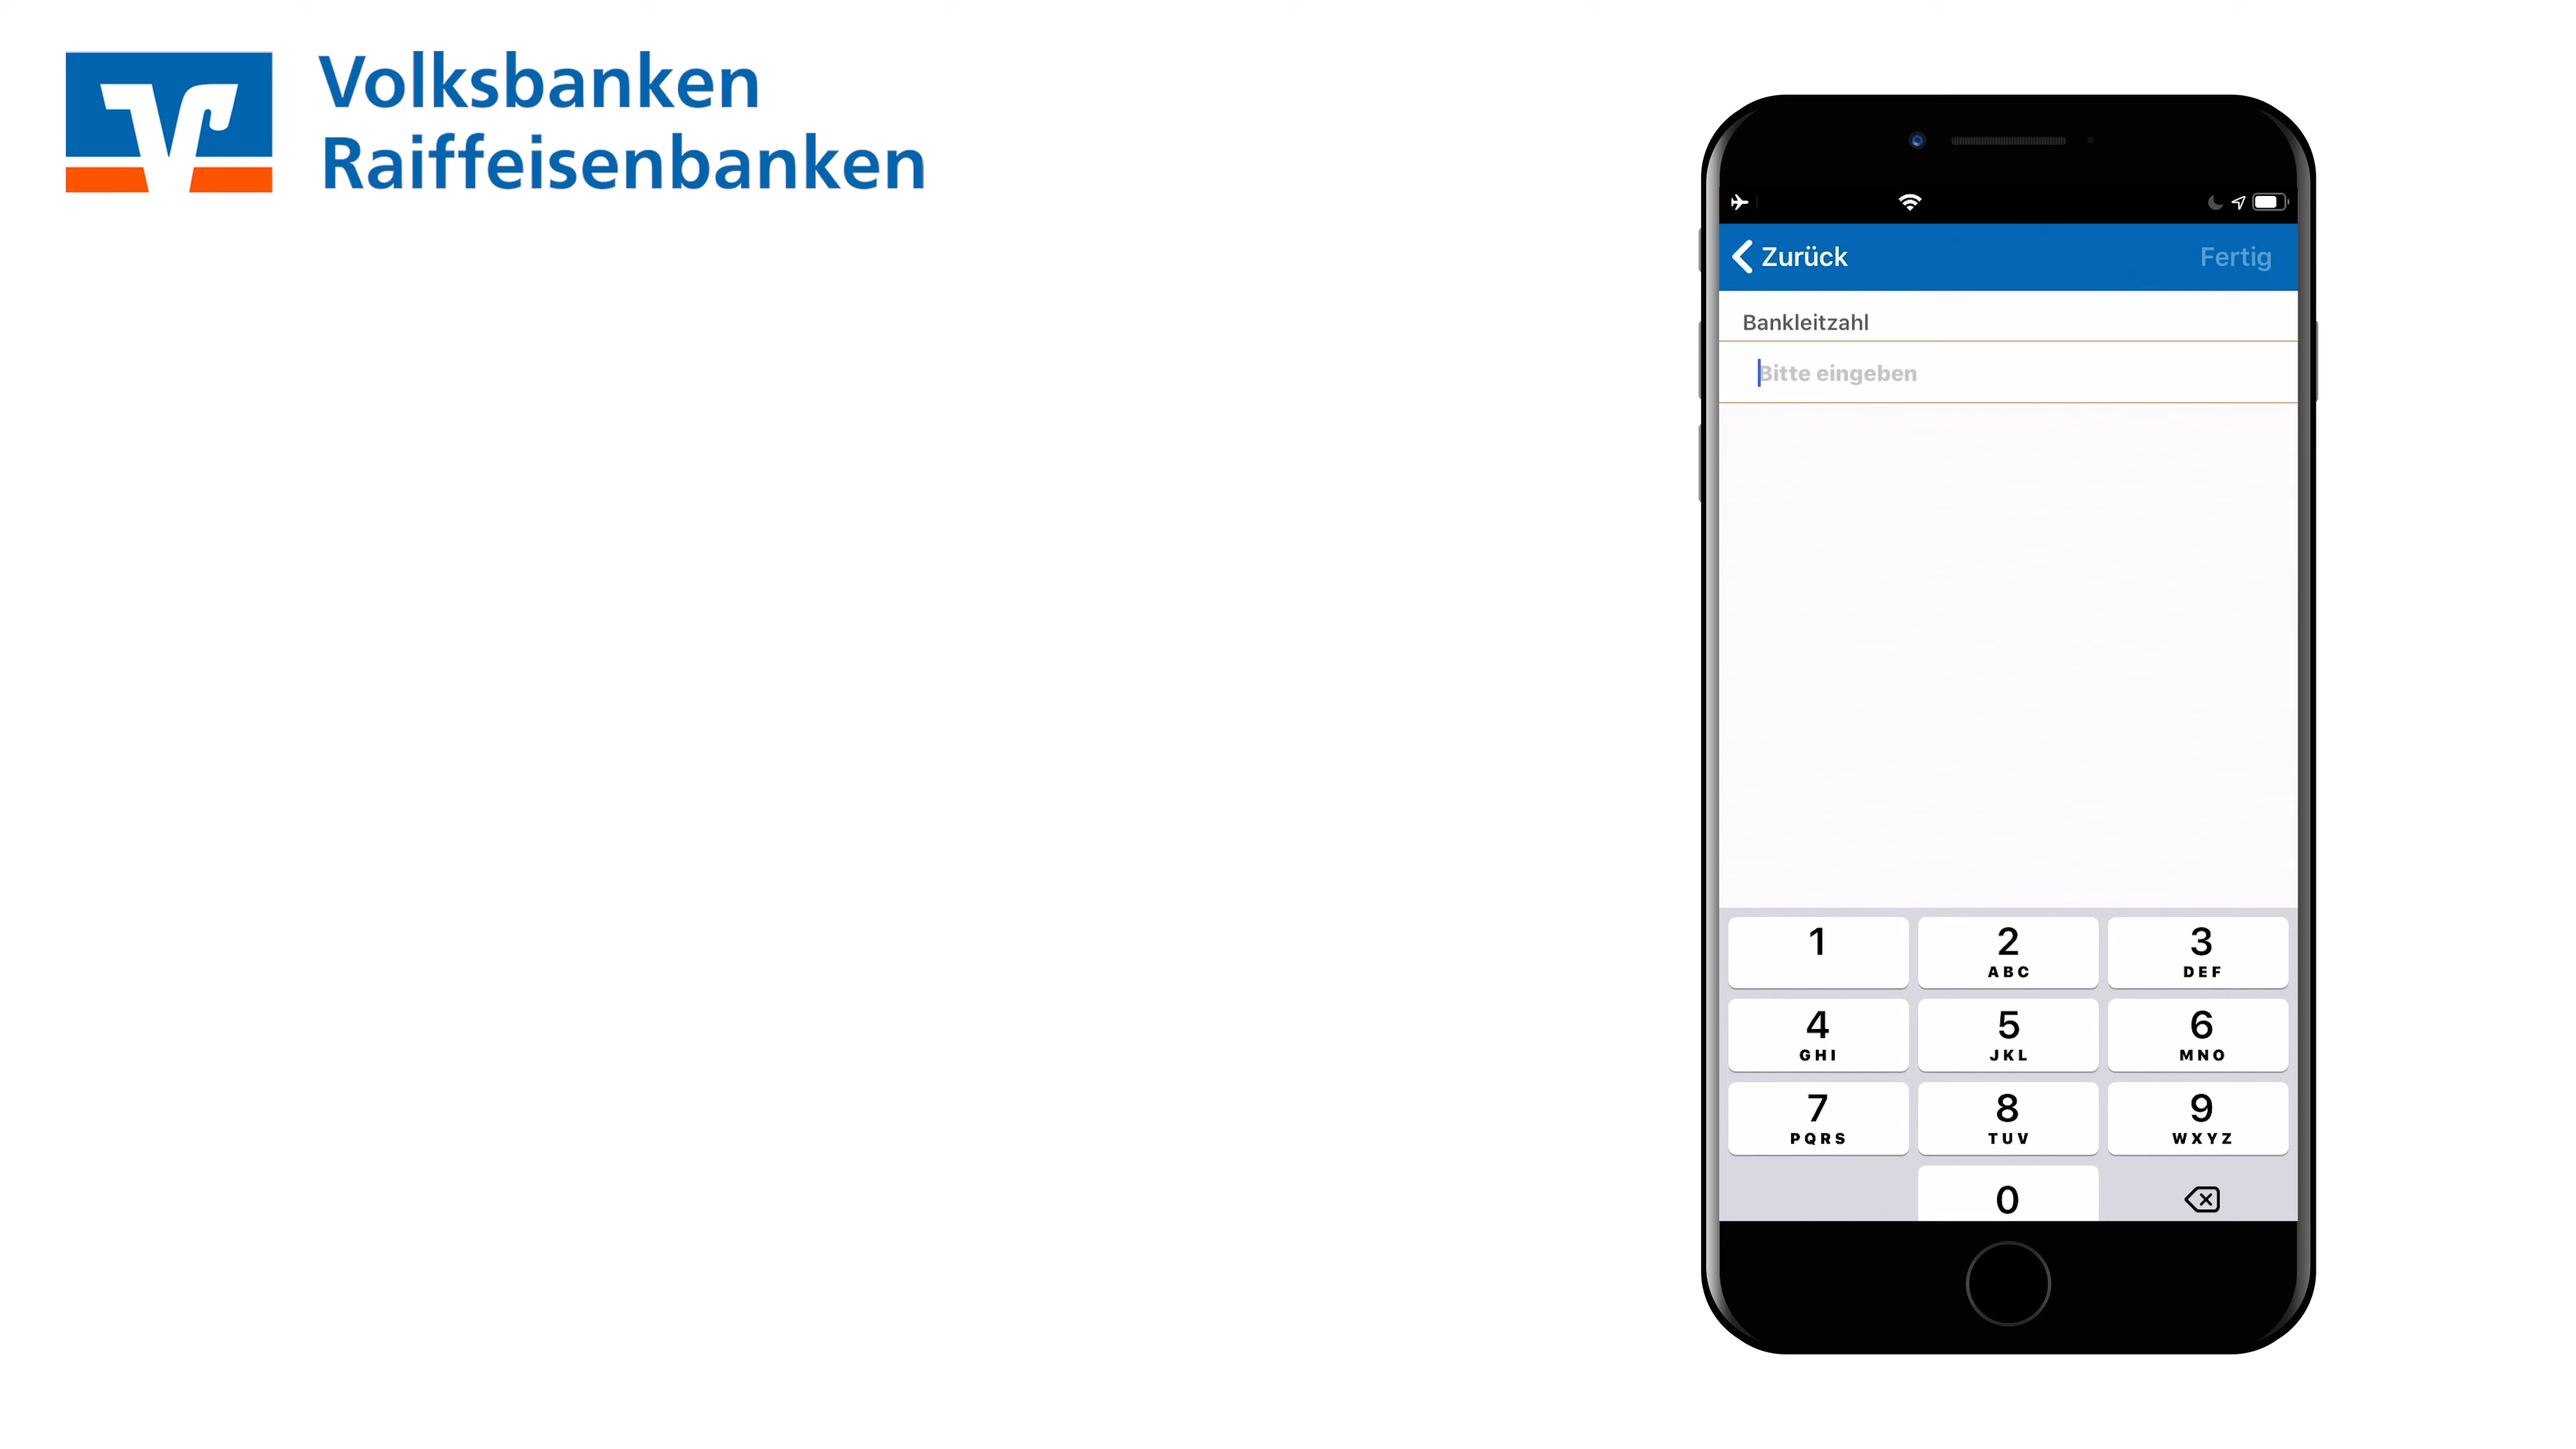 Volksbanken
Raiffeisenbanken
Zurück Fertig
Bankleitzahl
Bitte eingeben
1 2 3
ABC DEF
4 5 6
GHI JKL MNO
7 8 9
PQRS TUV WXYZ
0